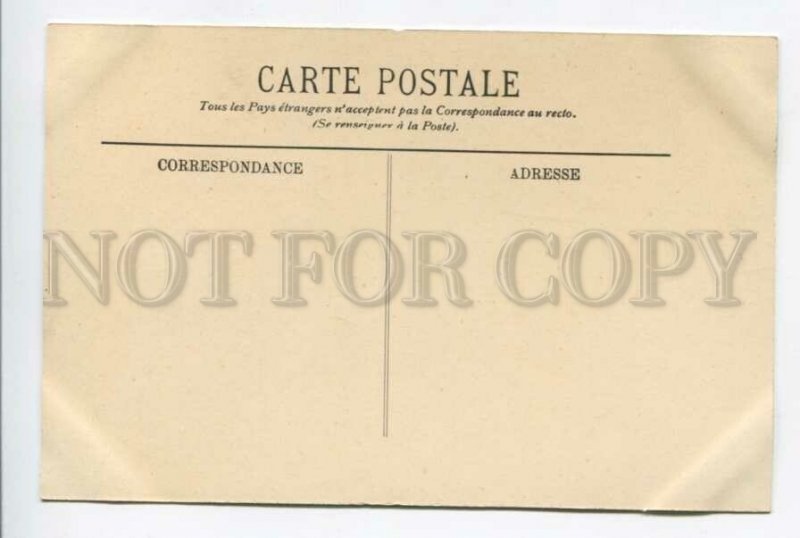 CARTE POSTALE
Tous les Pays étrangers n'acceptent pas la Correspondance au recto.
(Se renseigner à la Poste).
CORRESPONDANCE
ADRESSE
NOT FOR COPY